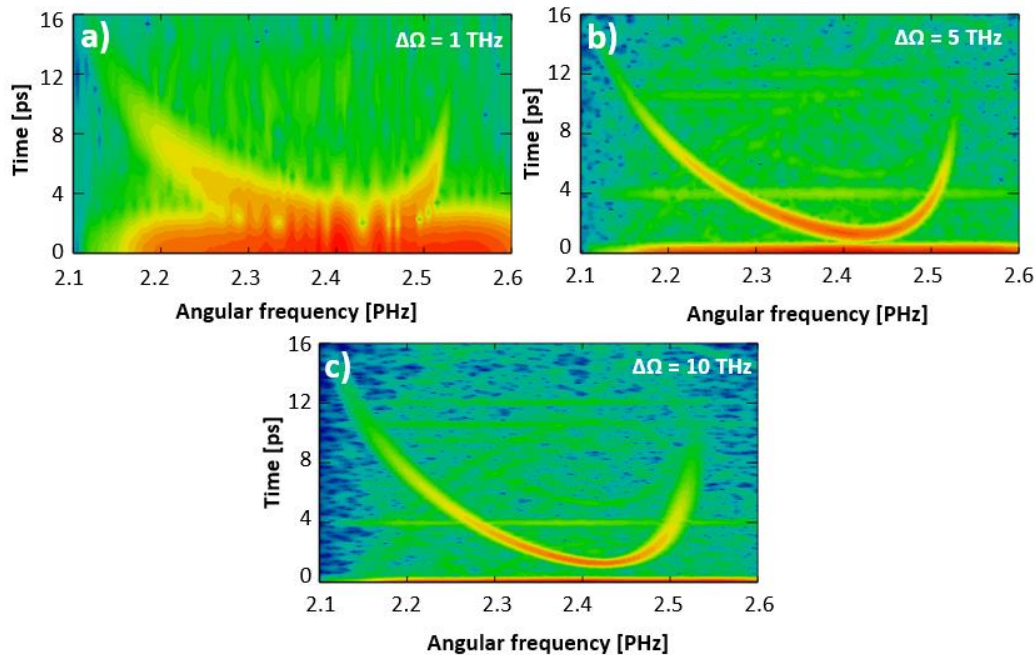 a)
ΔΩ = 1 THz
16
12
8
4
0
Time [ps]
2.1 2.2 2.3 2.4 2.5 2.6
Angular frequency [PHz]
b)
ΔΩ = 5 THz
16
12
8
4
0
Time [ps]
2.1 2.2 2.3 2.4 2.5 2.6
Angular frequency [PHz]
c)
ΔΩ = 10 THz
16
12
8
4
0
Time [ps]
2.1 2.2 2.3 2.4 2.5 2.6
Angular frequency [PHz]